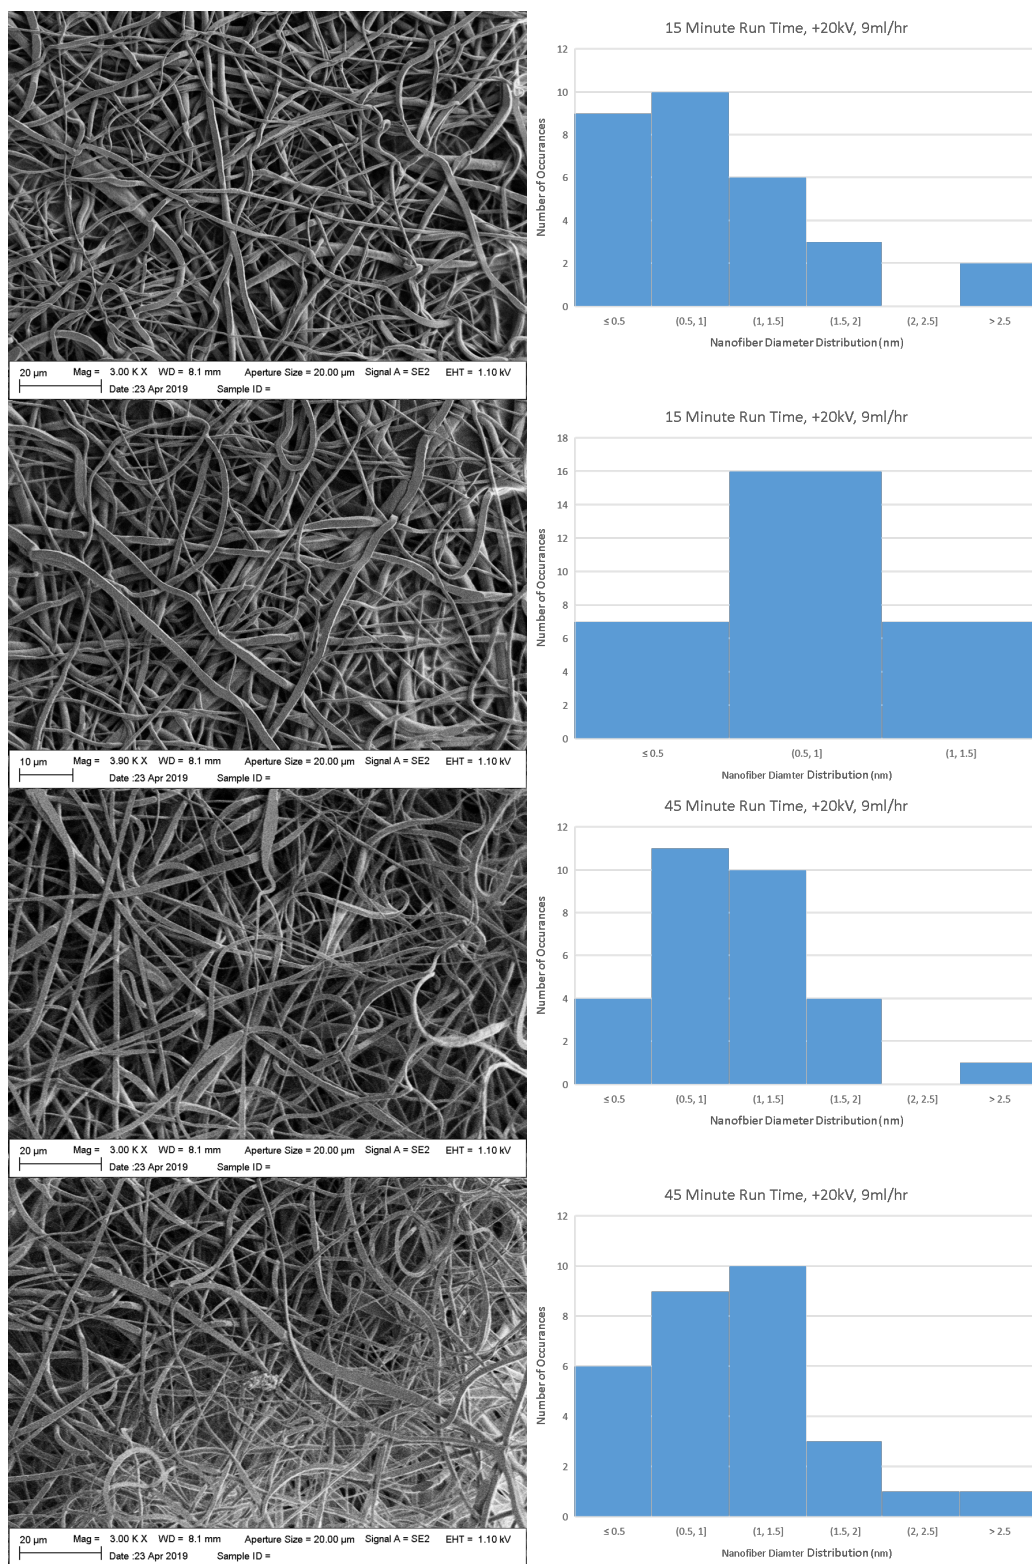 15 Minute Run Time, +20kV, 9ml/hr
12
10
8
6
4
2
0
Number of Occurances
≤ 0.5 (0.5, 1] (1, 1.5] (1.5, 2] (2, 2.5] > 2.5
Nanofiber Diameter Distribution (nm)
20 µm Mag = 3.00 K X WD = 8.1 mm Aperture Size = 20.00 µm Signal A = SE2 EHT = 1.10 kV
Date :23 Apr 2019 Sample ID =
15 Minute Run Time, +20kV, 9ml/hr
18
16
14
12
10
8
6
4
2
0
Number of Occurances
≤ 0.5 (0.5, 1] (1, 1.5]
Nanofiber Diamter Distribution (nm)
10 µm Mag = 3.90 K X WD = 8.1 mm Aperture Size = 20.00 µm Signal A = SE2 EHT = 1.10 kV
Date :23 Apr 2019 Sample ID =
45 Minute Run Time, +20kV, 9ml/hr
12
10
8
6
4
2
0
Number of Occurances
≤ 0.5 (0.5, 1] (1, 1.5] (1.5, 2] (2, 2.5] > 2.5
Nanofbier Diameter Distribution (nm)
20 µm Mag = 3.00 K X WD = 8.1 mm Aperture Size = 20.00 µm Signal A = SE2 EHT = 1.10 kV
Date :23 Apr 2019 Sample ID =
45 Minute Run Time, +20kV, 9ml/hr
12
10
8
6
4
2
0
Number of Occurances
≤ 0.5 (0.5, 1] (1, 1.5] (1.5, 2] (2, 2.5] > 2.5
Nanofiber Diamater Distribution (nm)
20 µm Mag = 3.00 K X WD = 8.1 mm Aperture Size = 20.00 µm Signal A = SE2 EHT = 1.10 kV
Date :23 Apr 2019 Sample ID =